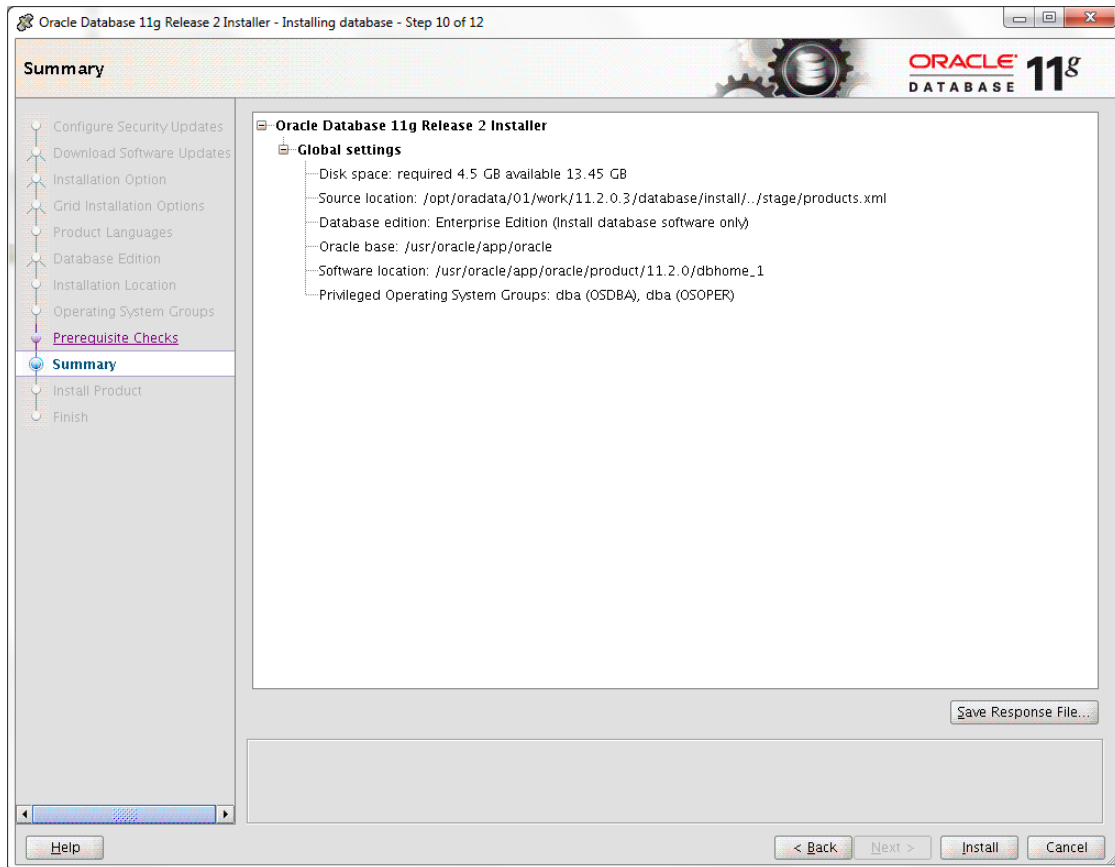 Oracle Database 11g Release 2 Installer - Installing database - Step 10 of 12
Summary
ORACLE
DATABASE 11g
Configure Security Updates
Download Software Updates
Installation Option
Grid Installation Options
Product Languages
Database Edition
Installation Location
Operating System Groups
Prerequisite Checks
Summary
Install Product
Finish
Oracle Database 11g Release 2 Installer
Global settings
Disk space: required 4.5 GB available 13.45 GB
Source location: /opt/oradata/01/work/11.2.0.3/database/install/../stage/products.xml
Database edition: Enterprise Edition (Install database software only)
Oracle base: /usr/oracle/app/oracle
Software location: /usr/oracle/app/oracle/product/11.2.0/dbhome_1
Privileged Operating System Groups: dba (OSDBA), dba (OSOPER)
Save Response File...
Help
< Back
Next >
Install
Cancel